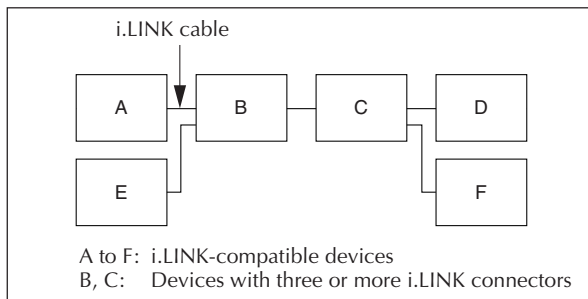 i.LINK cable
A
B
C
D
E
F
A to F: i.LINK-compatible devices
B, C: Devices with three or more i.LINK connectors